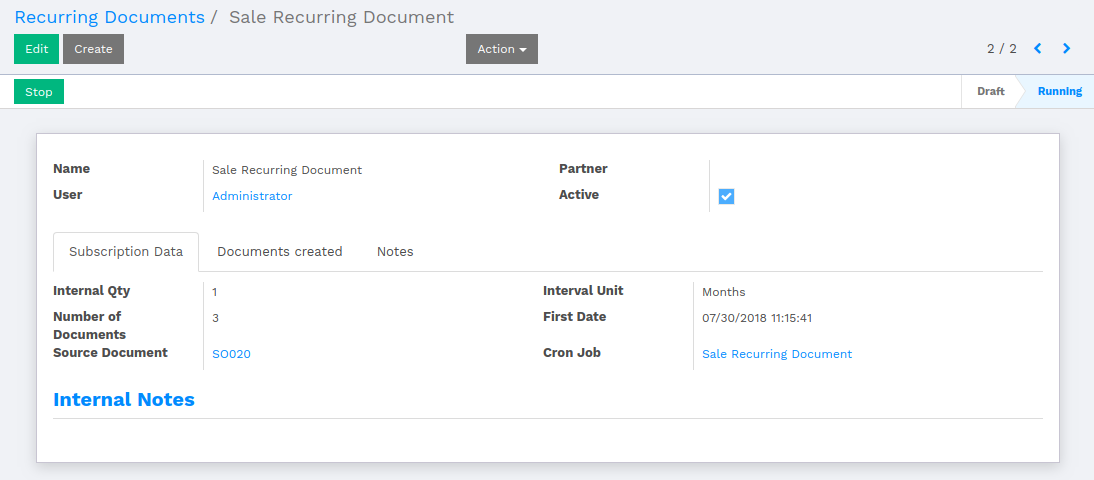 Recurring Documents / Sale Recurring Document
Edit Create Action 2 / 2
Stop Draft Running
Name Sale Recurring Document Partner
User Administrator Active
Subscription Data Documents created Notes
Internal Qty 1 Interval Unit Months
Number of Documents 3 First Date 07/30/2018 11:15:41
Source Document SO020 Cron Job Sale Recurring Document
Internal Notes